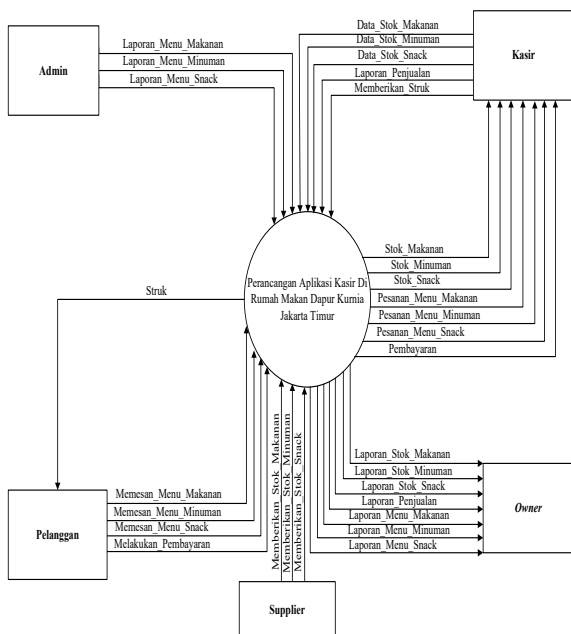 Admin
Laporan_Menu_Makanan
Laporan_Menu_Minuman
Laporan_Menu_Snack
Data_Stok_Makanan
Data_Stok_Minuman
Data_Stok_Snack
Laporan_Penjualan
Memberikan_Struk
Kasir
Perancangan Aplikasi Kasir Di
Rumah Makan Dapur Kurnia
Jakarta Timur
Stok_Makanan
Stok_Minuman
Stok_Snack
Pesanan_Menu_Makanan
Pesanan_Menu_Minuman
Pesanan_Menu_Snack
Pembayaran
Struk
Pelanggan
Memesan_Menu_Makanan
Memesan_Menu_Minuman
Memesan_Menu_Snack
Melakukan_Pembayaran
Memberikan_Stok_Makanan
Memberikan_Stok_Minuman
Memberikan_Stok_Snack
Supplier
Laporan_Stok_Makanan
Laporan_Stok_Minuman
Laporan_Stok_Snack
Laporan_Penjualan
Laporan_Menu_Makanan
Laporan_Menu_Minuman
Laporan_Menu_Snack
Owner